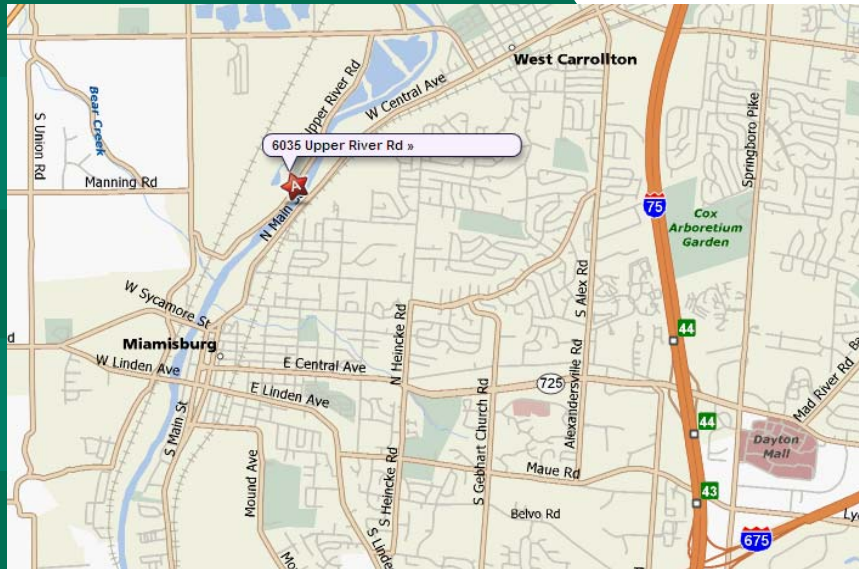 West Carrollton
W Central Ave
Upper River Rd
Bear Creek
S Union Rd
6035 Upper River Rd »
A
Manning Rd
N Main St
Springboro Pike
75
Cox
Arboretum
Garden
W Sycamore St
S Alex Rd
44
Miamisburg
W Linden Ave
E Central Ave
N Heincke Rd
725
Alexandersville Rd
Mad River Rd
E Linden Ave
S Gebhart Church Rd
44
Dayton
Mall
S Main St
Mound Ave
S Heincke Rd
Maue Rd
43
Belvo Rd
675